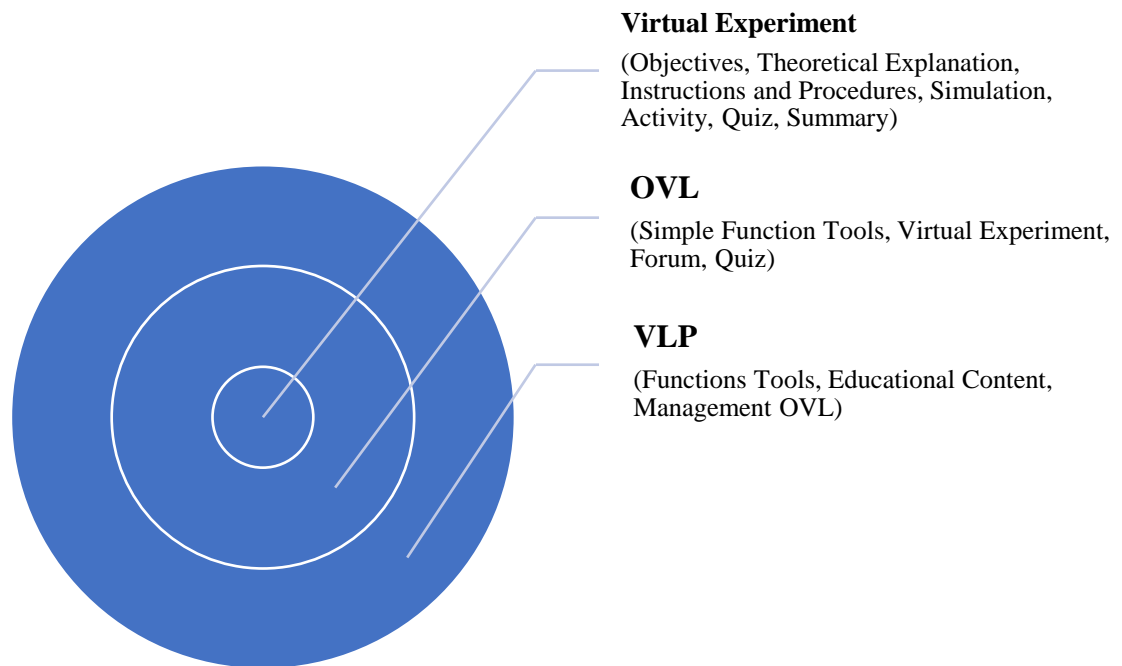 Virtual Experiment
(Objectives, Theoretical Explanation,
Instructions and Procedures, Simulation,
Activity, Quiz, Summary)
OVL
(Simple Function Tools, Virtual Experiment,
Forum, Quiz)
VLP
(Functions Tools, Educational Content,
Management OVL)